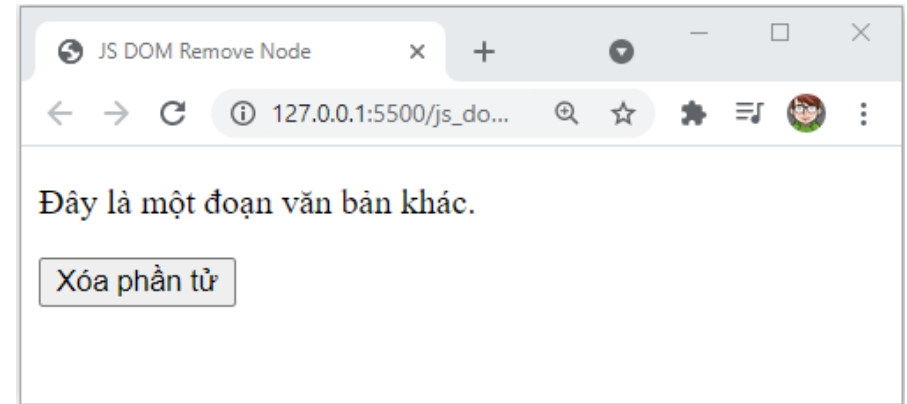 JS DOM Remove Node
127.0.0.1:5500/js_do...
Đây là một đoạn văn bản khác.
Xóa phần tử